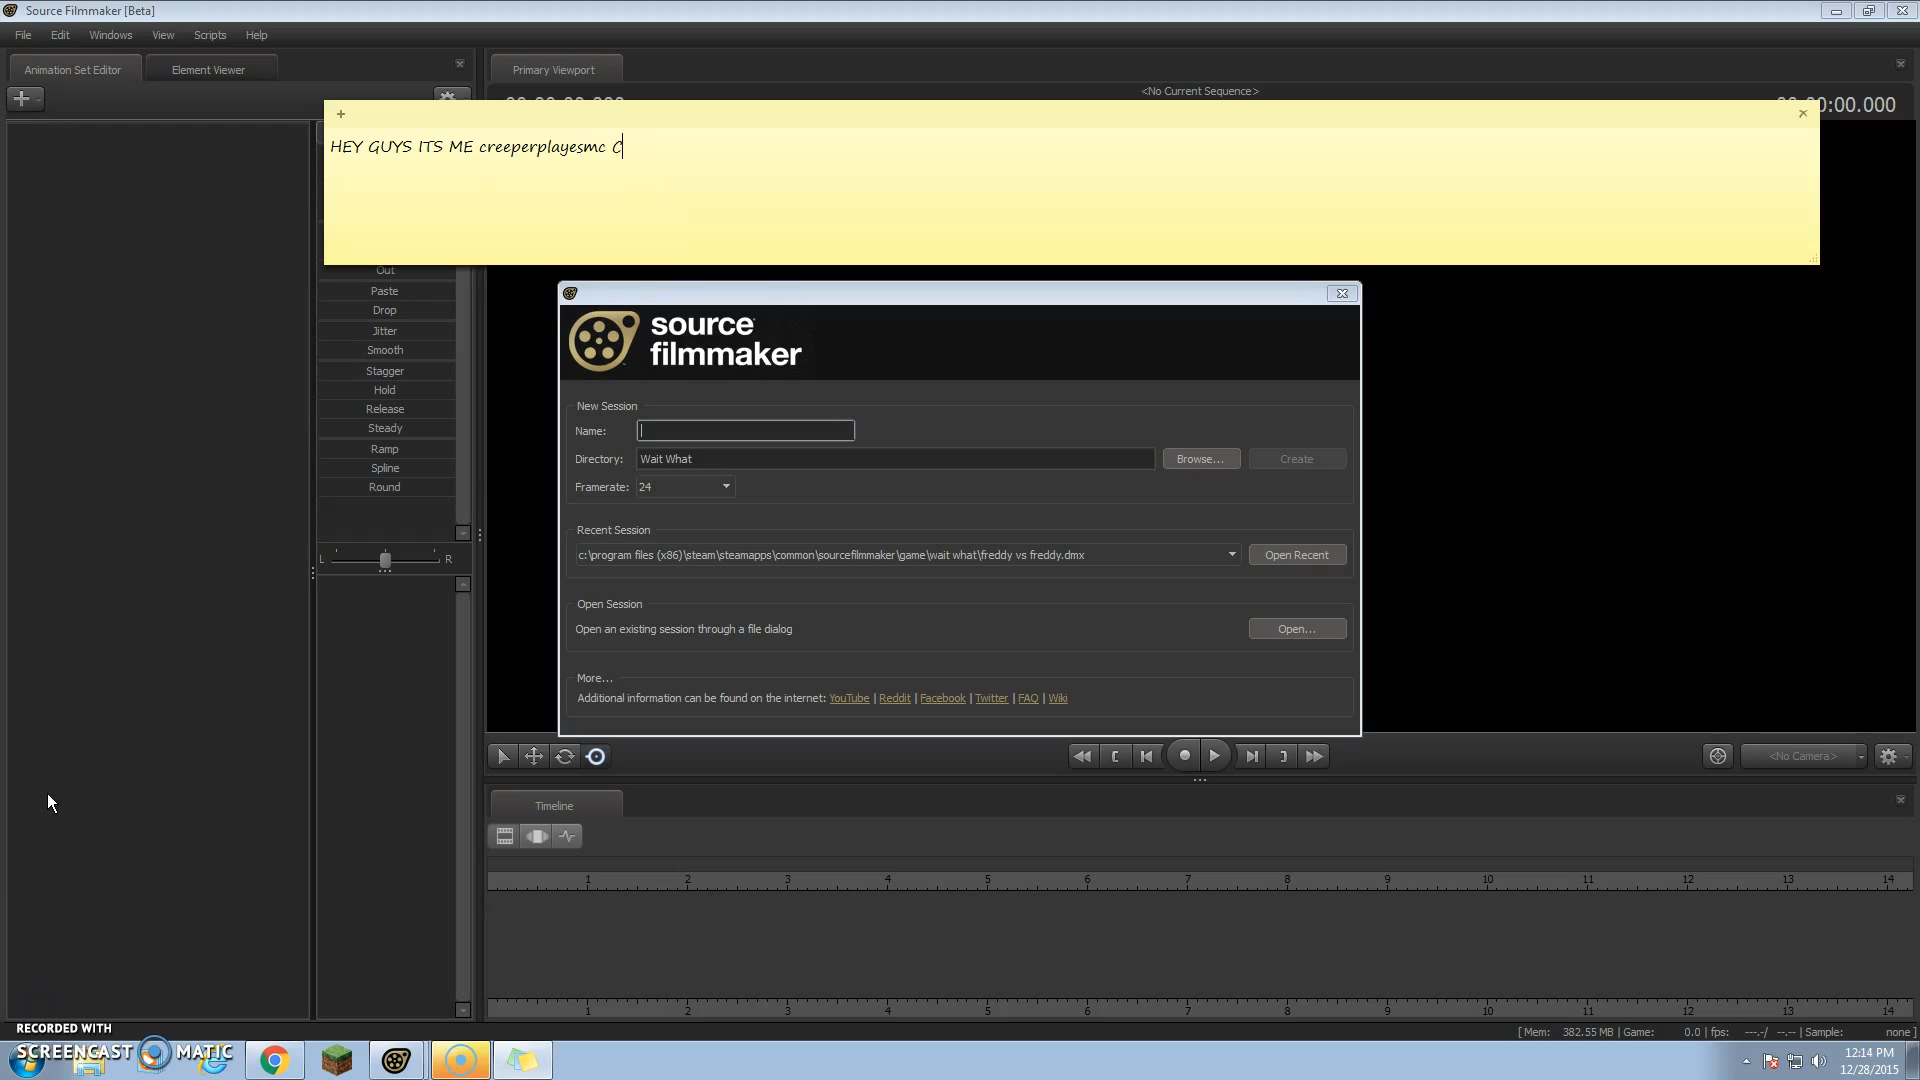 Source Filmmaker [Beta]
File Edit Windows View Scripts Help
Animation Set Editor Element Viewer
Primary Viewport
<No Current Sequence>
:00.000
+
HEY GUYS ITS ME creeperplayesmc C
Out
Paste
Drop
Jitter
Smooth
Stagger
Hold
Release
Steady
Ramp
Spline
Round
L R
source
filmmaker
New Session
Name:
Directory: Wait What Browse... Create
Framerate: 24
Recent Session
c:\program files (x86)\steam\steamapps\common\sourcefilmmaker\game\wait what\freddy vs freddy.dmx Open Recent
Open Session
Open an existing session through a file dialog Open...
More...
Additional information can be found on the internet: YouTube | Reddit | Facebook | Twitter | FAQ | Wiki
<No Camera>
Timeline
1 2 3 4 5 6 7 8 9 10 11 12 13 14
1 2 3 4 5 6 7 8 9 10 11 12 13 14
[ Mem: 382.55 MB | Game: 0.0 | fps: ---.-/ --.-- | Sample: none ]
RECORDED WITH
SCREENCAST MATIC
12:14 PM
12/28/2015